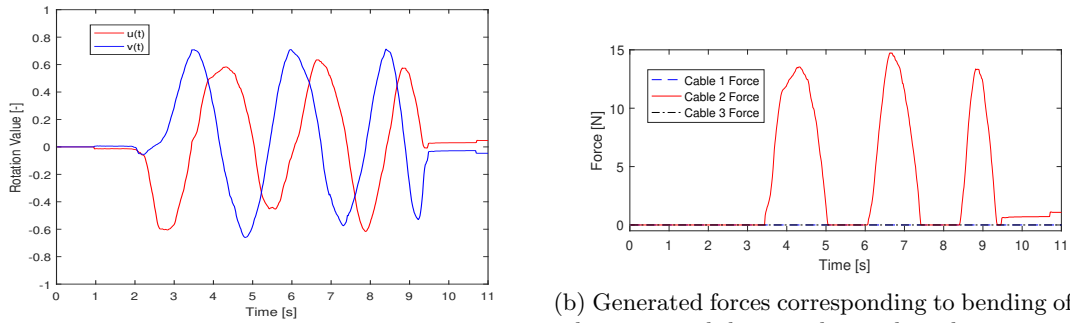 1
0.8
0.6
0.4
0.2
0
-0.2
-0.4
-0.6
-0.8
-1
Rotation Value [-]
u(t)
v(t)
0 1 2 3 4 5 6 7 8 9 10 11
Time [s]
15
10
5
0
Force [N]
Cable 1 Force
Cable 2 Force
Cable 3 Force
0 1 2 3 4 5 6 7 8 9 10 11
Time [s]
(b) Generated forces corresponding to bending of